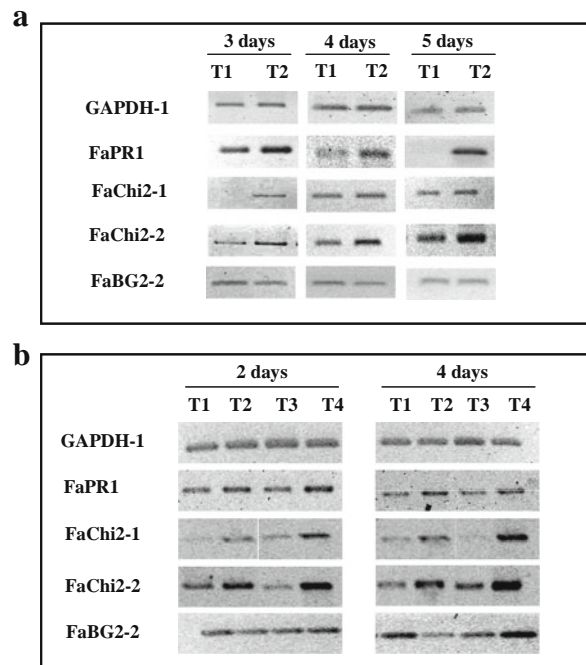 a
3 days 4 days 5 days
T1 T2 T1 T2 T1 T2
GAPDH-1
FaPR1
FaChi2-1
FaChi2-2
FaBG2-2
b
2 days 4 days
T1 T2 T3 T4 T1 T2 T3 T4
GAPDH-1
FaPR1
FaChi2-1
FaChi2-2
FaBG2-2